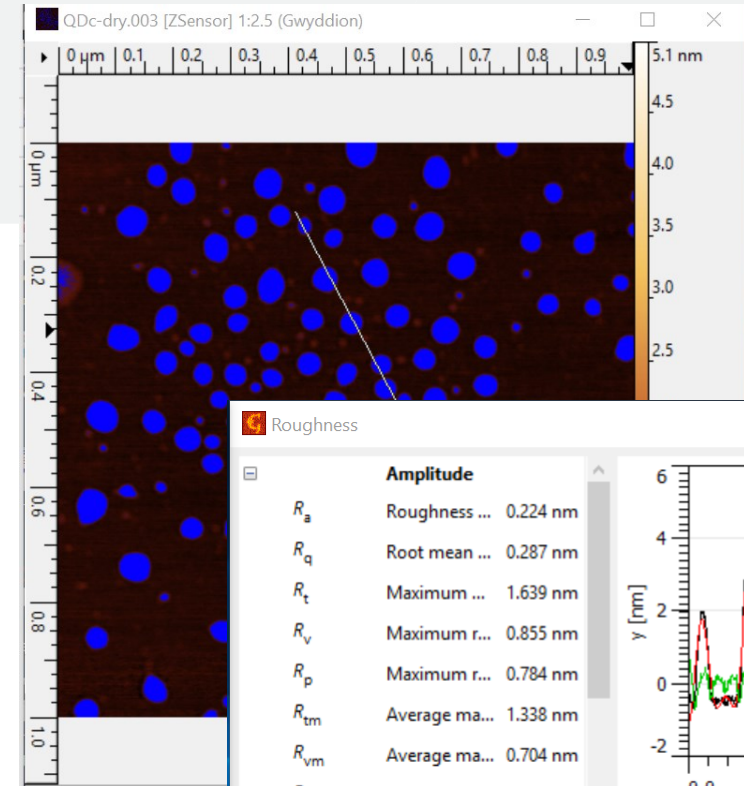 QDc-dry.003 [ZSensor] 1:2.5 (Gwyddion)
0 μm 0.1 0.2 0.3 0.4 0.5 0.6 0.7 0.8 0.9
5.1 nm
4.5
4.0
3.5
3.0
2.5
0 μm
0.2
0.4
0.6
0.8
1.0
Roughness
Amplitude
Ra Roughness ... 0.224 nm
Rq Root mean ... 0.287 nm
Rt Maximum ... 1.639 nm
Rv Maximum r... 0.855 nm
Rp Maximum r... 0.784 nm
Rtm Average ma... 1.338 nm
Rvm Average ma... 0.704 nm
y [nm]
6
4
2
0
-2